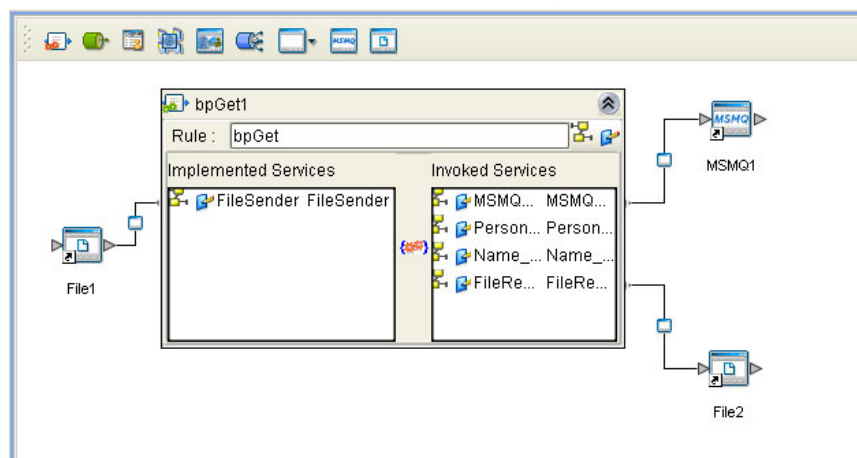 MSMQ
bpGet1
Rule : bpGet
MSMQ
MSMQ1
Implemented Services
Invoked Services
FileSender FileSender
MSMQ... MSMQ...
Person... Person...
Name_... Name_...
FileRe... FileRe...
File1
File2